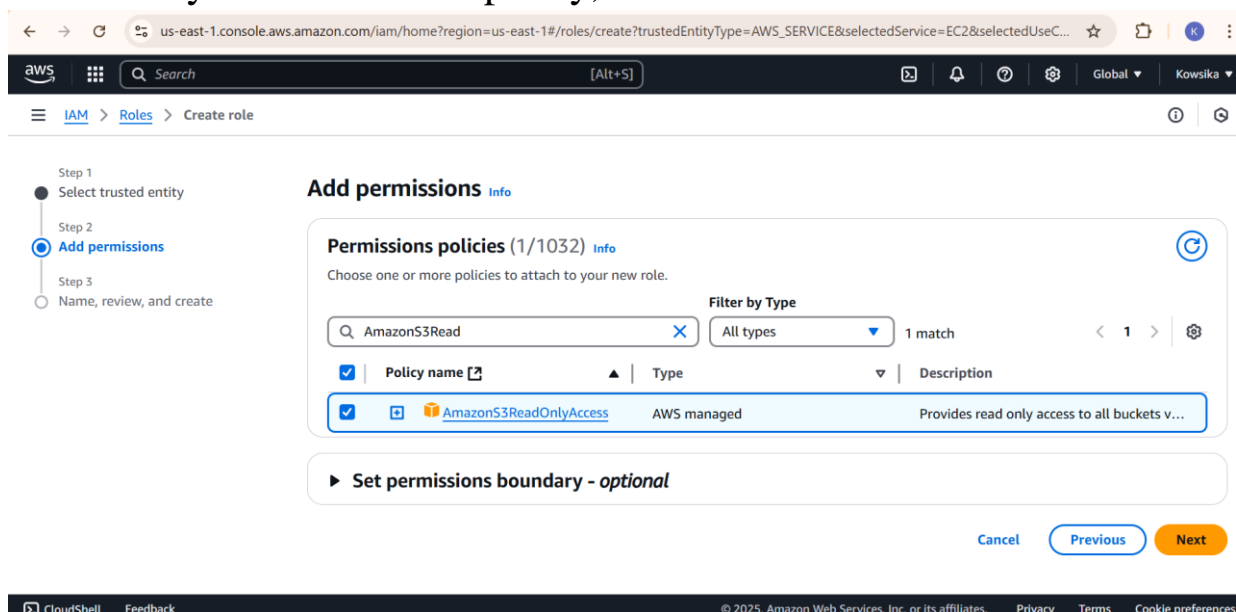 us-east-1.console.aws.amazon.com/iam/home?region=us-east-1#/roles/create?trustedEntityType=AWS_SERVICE&selectedService=EC2&selectedUseC...
K
aws
Search
[Alt+S]
Global
Kowsika
IAM > Roles > Create role
Step 1
Select trusted entity
Step 2
Add permissions
Step 3
Name, review, and create
Add permissions Info
Permissions policies (1/1032) Info
Choose one or more policies to attach to your new role.
Filter by Type
AmazonS3Read
All types
1 match
< 1 >
Policy name
Type
Description
AmazonS3ReadOnlyAccess
AWS managed
Provides read only access to all buckets v...
Set permissions boundary - optional
Cancel
Previous
Next
CloudShell Feedback
© 2025, Amazon Web Services, Inc. or its affiliates.
Privacy
Terms
Cookie preferences